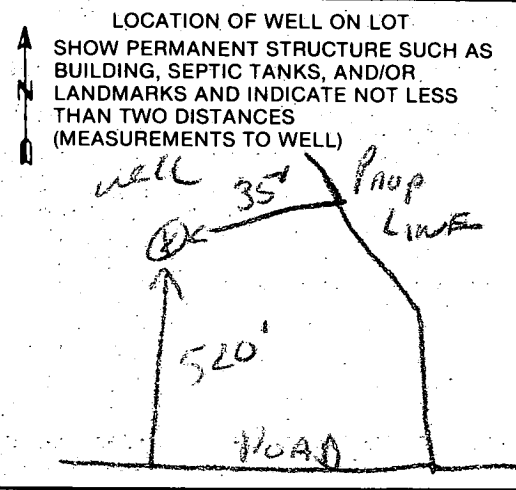 LOCATION OF WELL ON LOT
SHOW PERMANENT STRUCTURE SUCH AS
BUILDING, SEPTIC TANKS, AND/OR
N LANDMARKS AND INDICATE NOT LESS
THAN TWO DISTANCES
(MEASUREMENTS TO WELL)
well
35'
Prop
Line
520'
ROAD